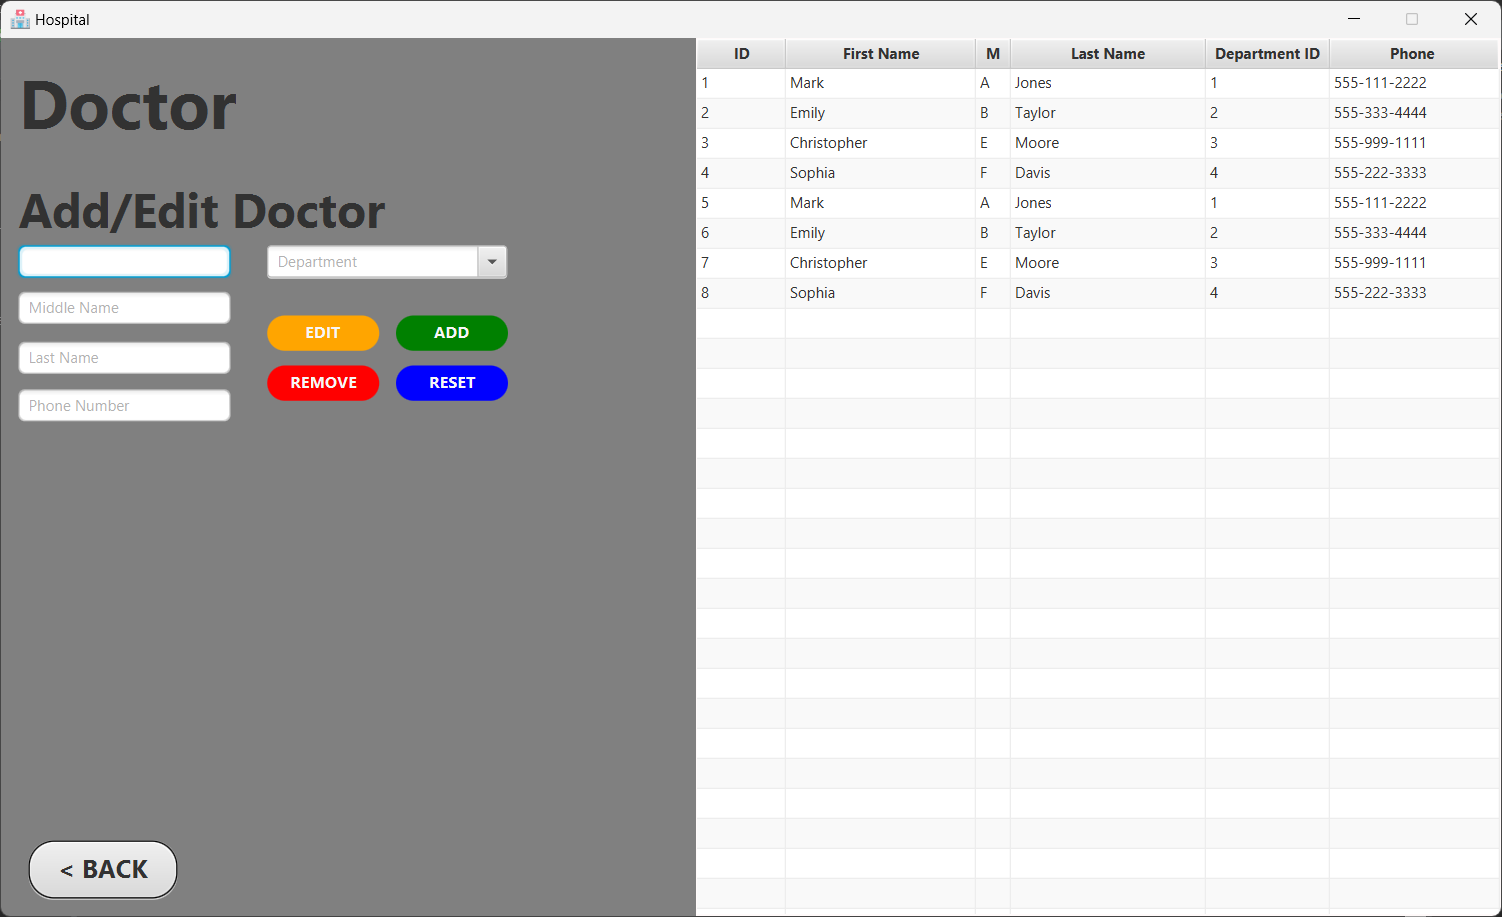 Hospital
Doctor
Add/Edit Doctor
Department
Middle Name
Last Name
Phone Number
EDIT ADD
REMOVE RESET
< BACK
ID First Name M Last Name Department ID Phone
1 Mark A Jones 1 555-111-2222
2 Emily B Taylor 2 555-333-4444
3 Christopher E Moore 3 555-999-1111
4 Sophia F Davis 4 555-222-3333
5 Mark A Jones 1 555-111-2222
6 Emily B Taylor 2 555-333-4444
7 Christopher E Moore 3 555-999-1111
8 Sophia F Davis 4 555-222-3333